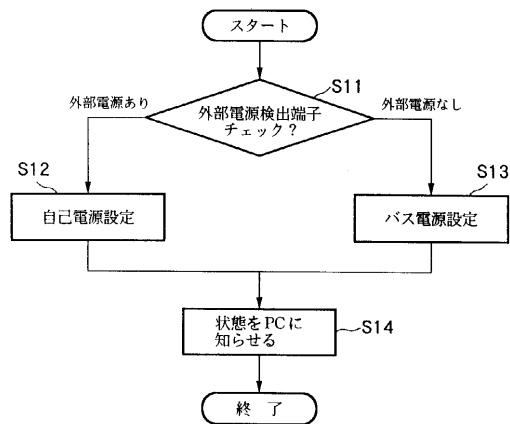 スタート
S11
外部電源あり
外部電源検出端子
チェック?
外部電源なし
S12
自己電源設定
S13
バス電源設定
状態をPCに
知らせる
S14
終 了